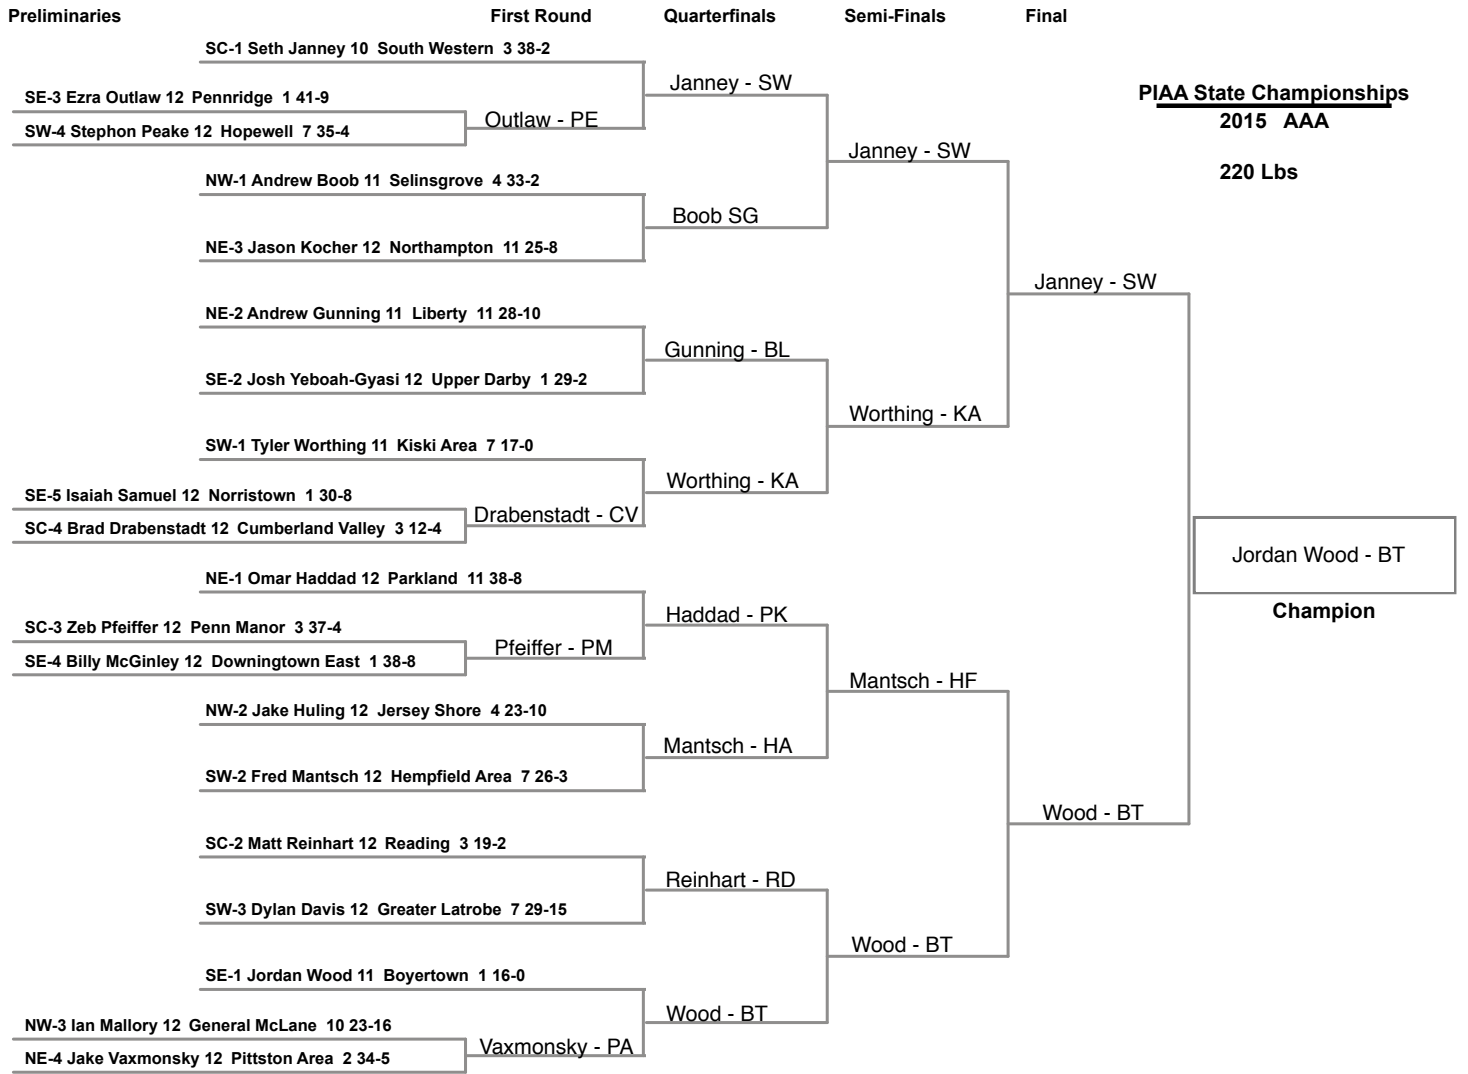 Preliminaries First Round Quarterfinals Semi-Finals Final
SC-1 Seth Janney 10 South Western 3 38-2
Janney - SW
SE-3 Ezra Outlaw 12 Pennridge 1 41-9
PIAA State Championships
Outlaw - PE
2015 AAA
SW-4 Stephon Peake 12 Hopewell 7 35-4
Janney - SW
220 Lbs
NW-1 Andrew Boob 11 Selinsgrove 4 33-2
Boob SG
NE-3 Jason Kocher 12 Northampton 11 25-8
Janney - SW
NE-2 Andrew Gunning 11 Liberty 11 28-10
Gunning - BL
SE-2 Josh Yeboah-Gyasi 12 Upper Darby 1 29-2
Worthing - KA
SW-1 Tyler Worthing 11 Kiski Area 7 17-0
Worthing - KA
SE-5 Isaiah Samuel 12 Norristown 1 30-8
Drabenstadt - CV
SC-4 Brad Drabenstadt 12 Cumberland Valley 3 12-4
Jordan Wood - BT
NE-1 Omar Haddad 12 Parkland 11 38-8
Champion
Haddad - PK
SC-3 Zeb Pfeiffer 12 Penn Manor 3 37-4
Pfeiffer - PM
SE-4 Billy McGinley 12 Downingtown East 1 38-8
Mantsch - HF
NW-2 Jake Huling 12 Jersey Shore 4 23-10
Mantsch - HA
SW-2 Fred Mantsch 12 Hempfield Area 7 26-3
Wood - BT
SC-2 Matt Reinhart 12 Reading 3 19-2
Reinhart - RD
SW-3 Dylan Davis 12 Greater Latrobe 7 29-15
Wood - BT
SE-1 Jordan Wood 11 Boyertown 1 16-0
Wood - BT
NW-3 Ian Mallory 12 General McLane 10 23-16
Vaxmonsky - PA
NE-4 Jake Vaxmonsky 12 Pittston Area 2 34-5